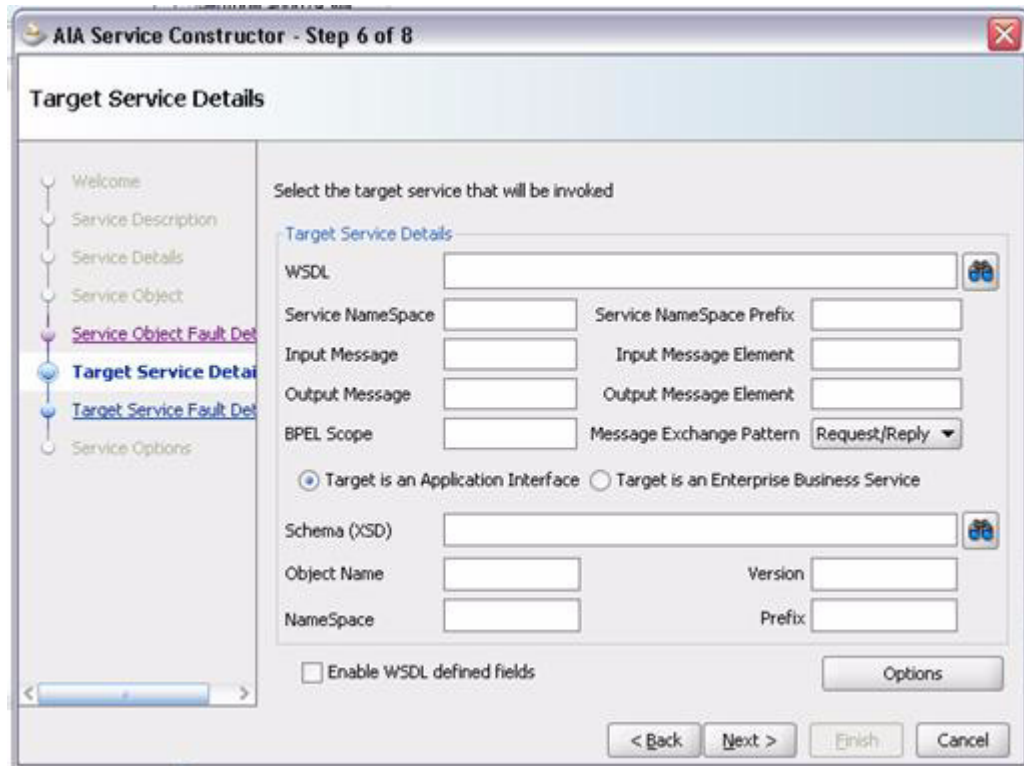 AIA Service Constructor - Step 6 of 8
Target Service Details
Welcome
Service Description
Service Details
Service Object
Service Object Fault Det
Target Service Detai
Target Service Fault Det
Service Options
Select the target service that will be invoked
Target Service Details
WSDL
Service NameSpace
Service NameSpace Prefix
Input Message
Input Message Element
Output Message
Output Message Element
BPEL Scope
Message Exchange Pattern
Request/Reply
Target is an Application Interface
Target is an Enterprise Business Service
Schema (XSD)
Object Name
Version
NameSpace
Prefix
Enable WSDL defined fields
Options
< Back
Next >
Finish
Cancel